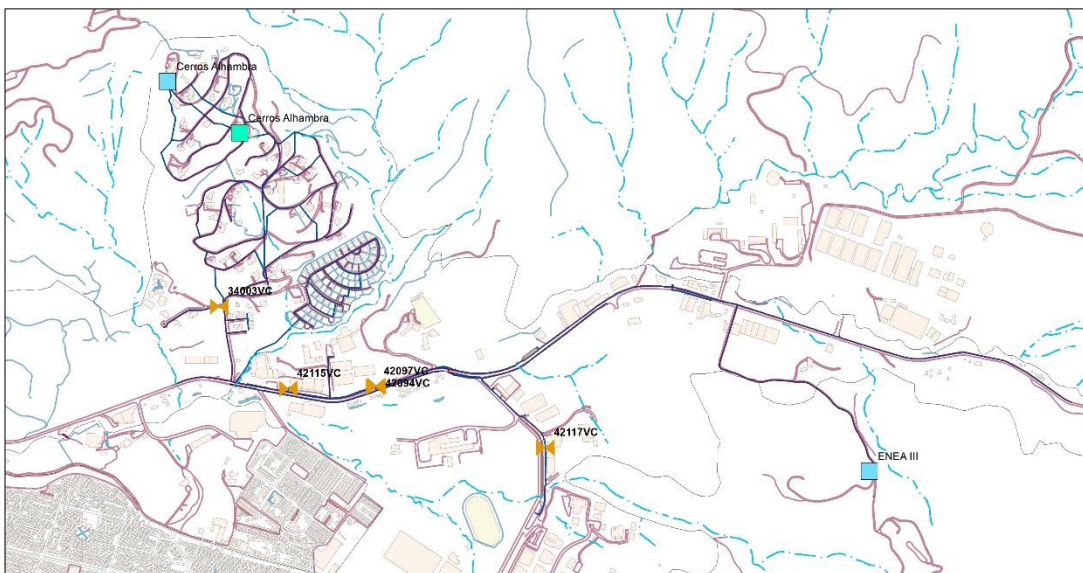 Cerros Alhambra
Cerros Alhambra
34003VC
42115VC
42097VC
42094VC
42117VC
ENEA III